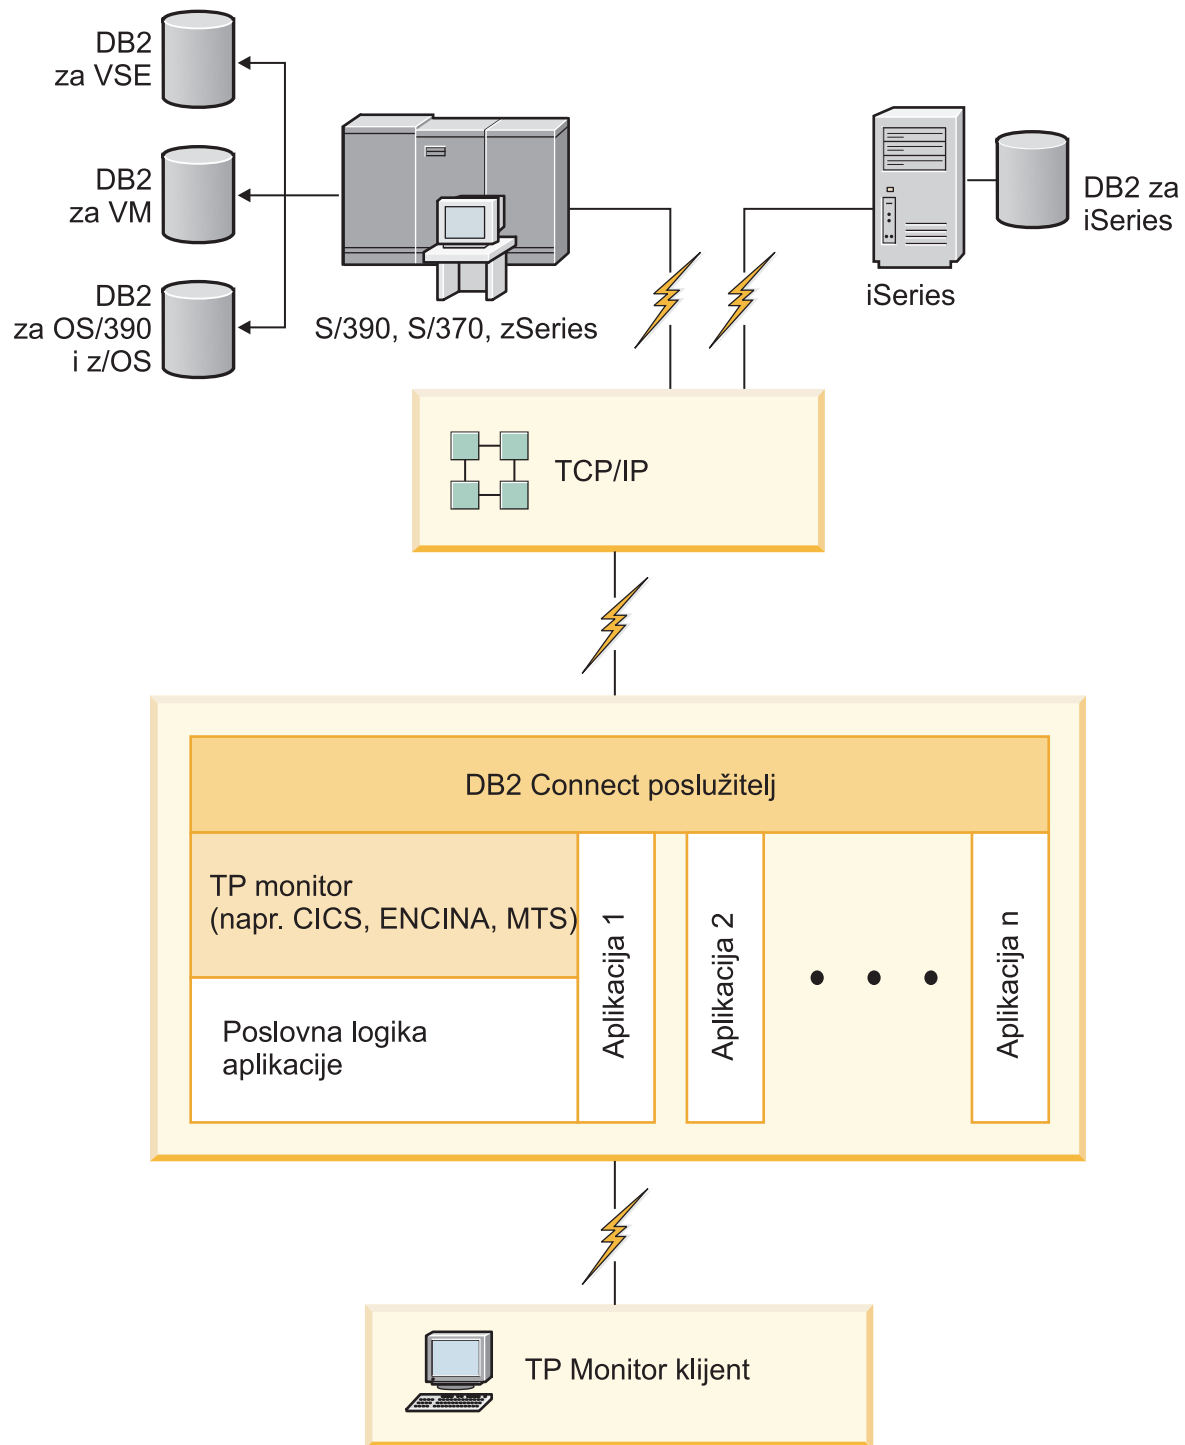 DB2
za VSE
DB2
za VM
DB2
za OS/390
i z/OS
S/390, S/370, zSeries
iSeries
DB2 za
iSeries
TCP/IP
DB2 Connect poslužitelj
TP monitor
(napr. CICS, ENCINA, MTS)
Poslovna logika
aplikacije
Aplikacija 1
Aplikacija 2
Aplikacija n
TP Monitor klijent